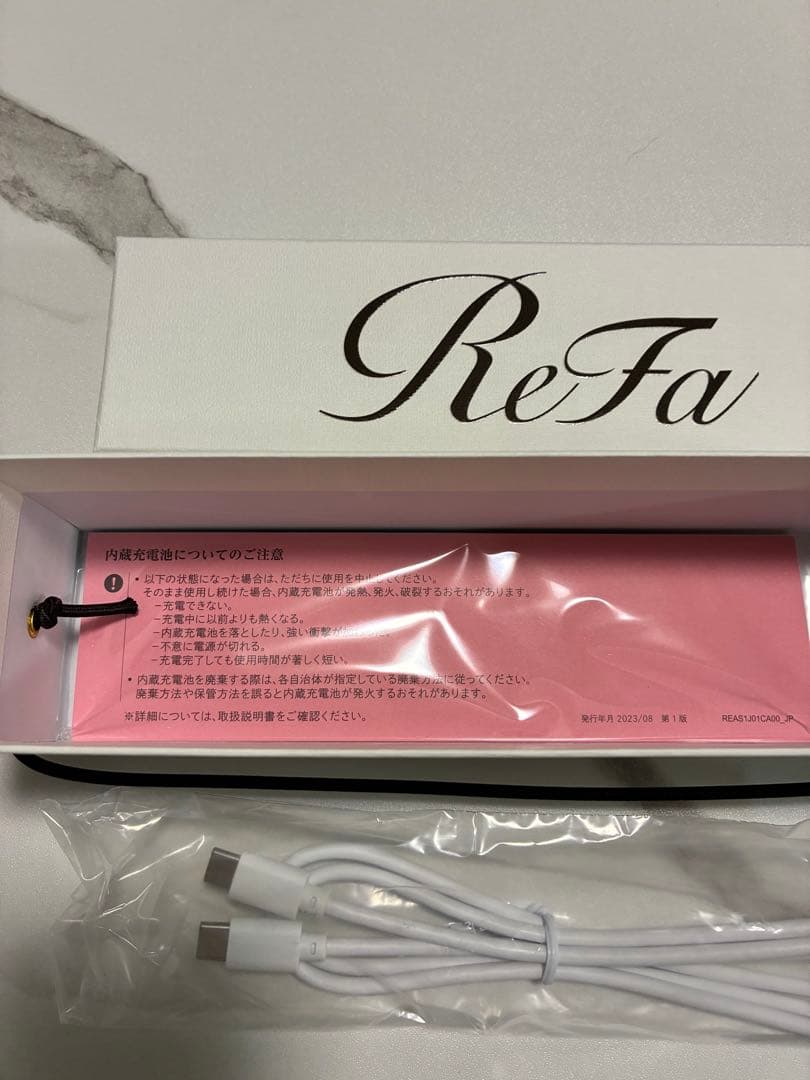 ReFa
内蔵充電池についてのご注意
• 以下の状態になった場合は、ただちに使用を中止してください。
そのまま使用し続けた場合、内蔵充電池が発熱、発火、破裂するおそれがあります。
−充電できない。
−充電中に以前よりも熱くなる。
−内蔵充電池を落としたり、強い衝撃が
−不意に電源が切れる。
−充電完了しても使用時間が著しく短い。
• 内蔵充電池を廃棄する際は、各自治体が指定している廃棄方法に従ってください。
廃棄方法や保管方法を誤ると内蔵充電池が発火するおそれがあります。
※詳細については、取扱説明書をご確認ください。
発行年月 2023/08 第1版
REAS1J01CA00_JP